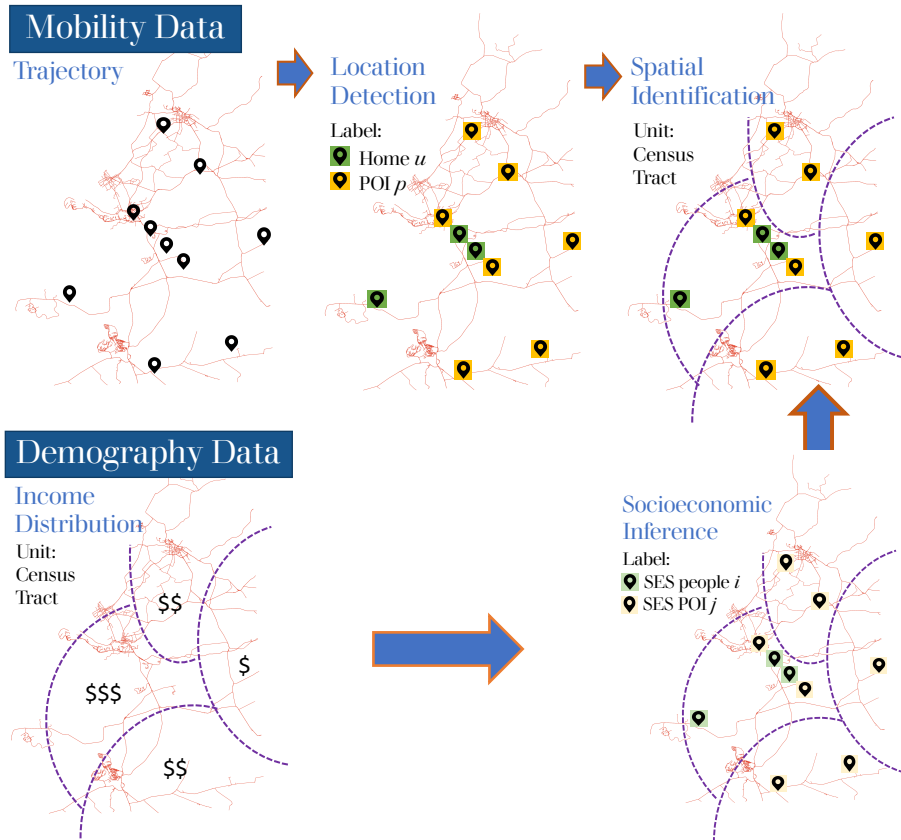 Mobility Data
Trajectory
Location
Detection
Label:
Home u
POI p
Spatial
Identification
Unit:
Census
Tract
Demography Data
Income
Distribution
Unit:
Census
Tract
$$
$
$$$
$$
Socioeconomic
Inference
Label:
SES people i
SES POI j